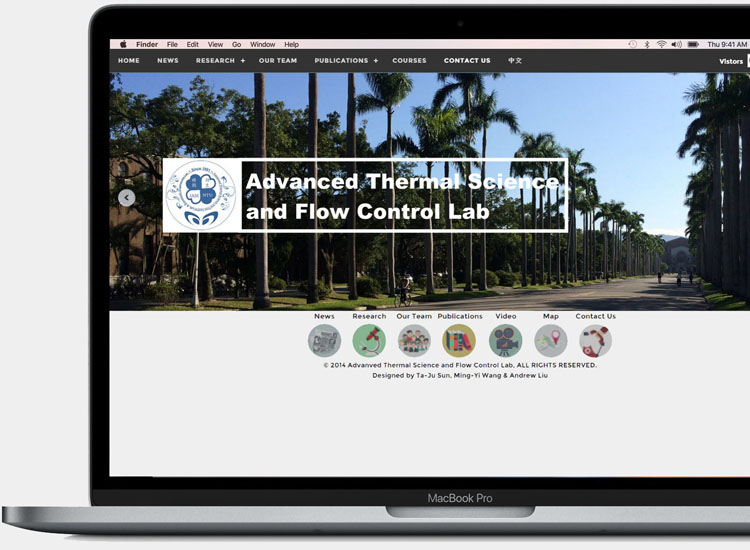 Finder File Edit View Go Window Help Thu 9:41 AM
HOME NEWS RESEARCH + OUR TEAM PUBLICATIONS + COURSES CONTACT US 中文 Vistors
Advanced Thermal Science
and Flow Control Lab
News Research Our Team Publications Video Map Contact Us
© 2014 Advanved Thermal Science and Flow Control Lab, ALL RIGHTS RESERVED.
Designed by Ta-Ju Sun, Ming-Yi Wang & Andrew Liu
MacBook Pro